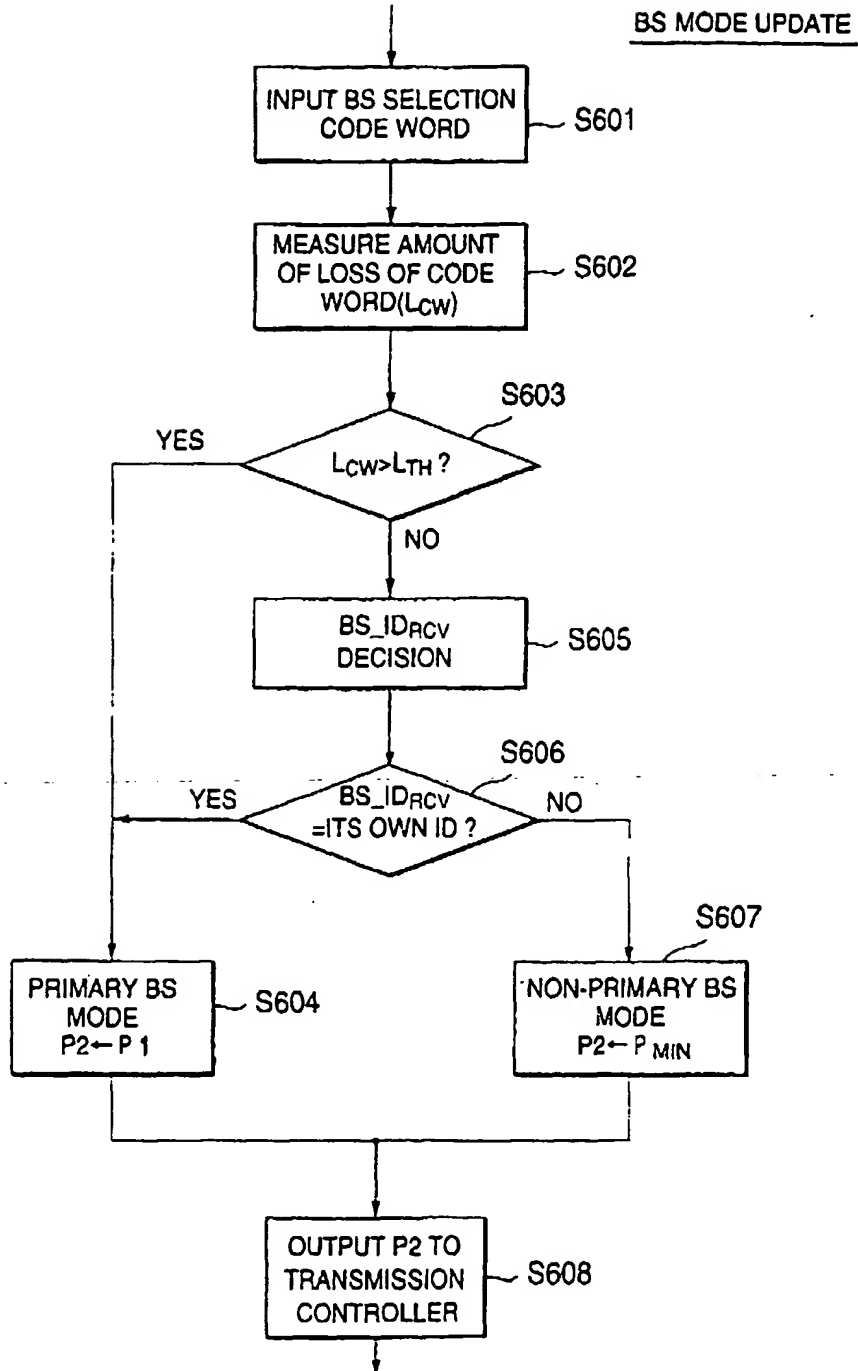 BS MODE UPDATE
INPUT BS SELECTION
CODE WORD
S601
MEASURE AMOUNT
OF LOSS OF CODE
WORD(LCW)
S602
S603
YES
LCW>LTH ?
NO
BS_IDRCV
DECISION
S605
S606
YES
BS_IDRCV
=ITS OWN ID ?
NO
S607
PRIMARY BS
MODE
P2←P1
S604
NON-PRIMARY BS
MODE
P2←PMIN
OUTPUT P2 TO
TRANSMISSION
CONTROLLER
S608